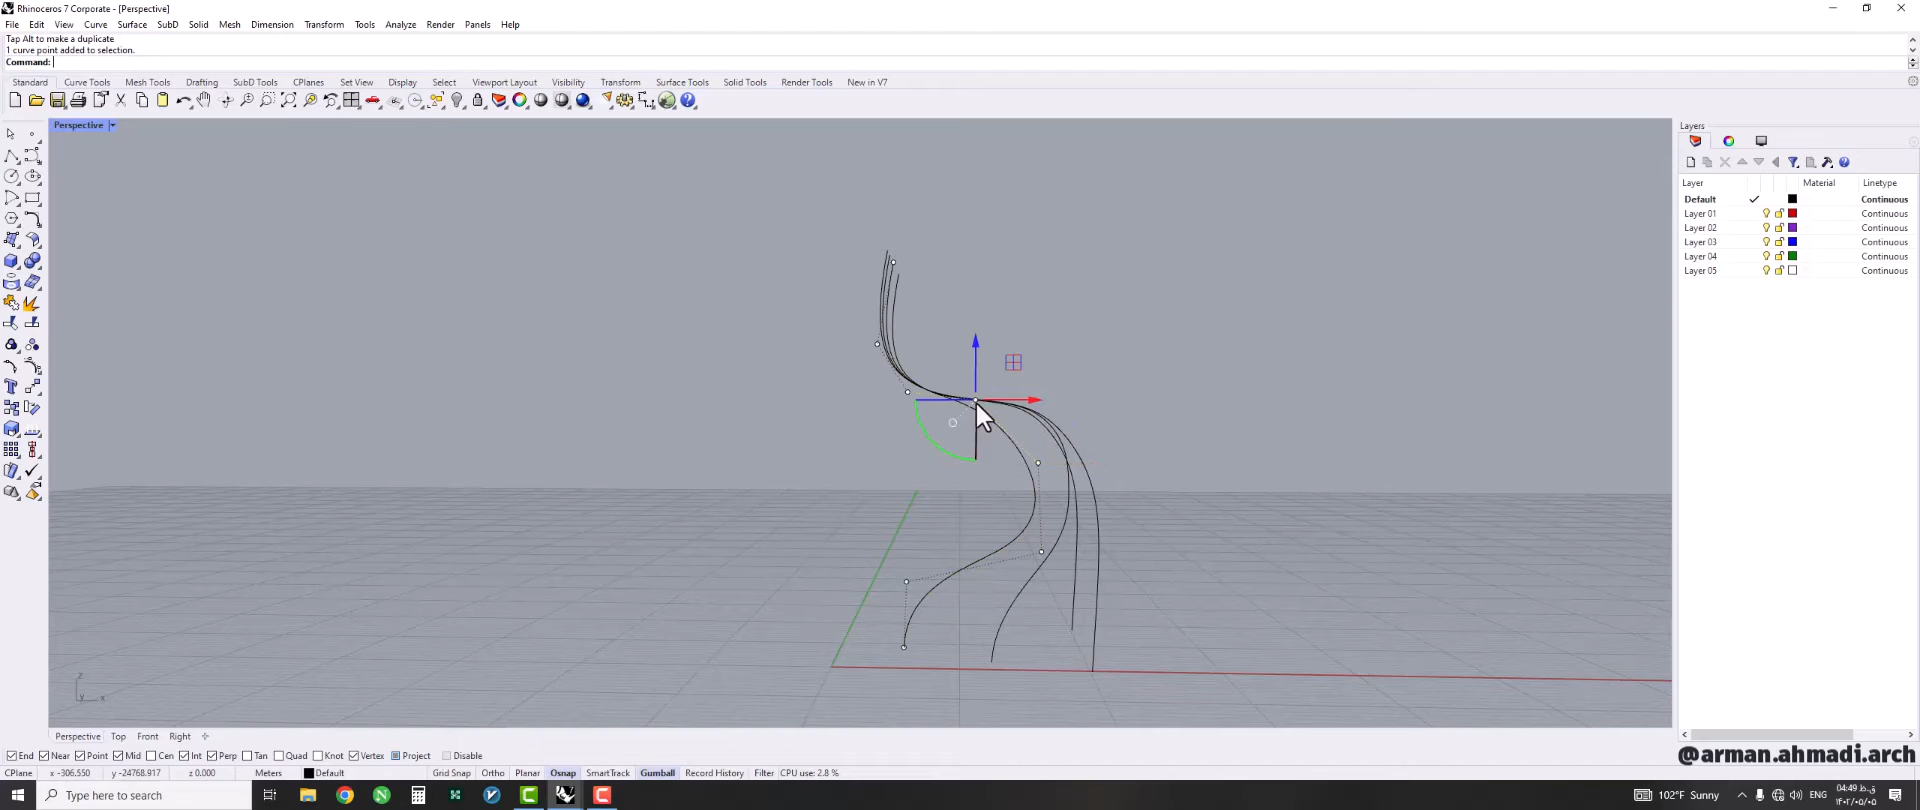 Rhinoceros 7 Corporate - [Perspective]
File Edit View Curve Surface SubD Solid Mesh Dimension Transform Tools Analyze Render Panels Help
Tap Alt to make a duplicate
1 curve point added to selection.
Command:
Standard Curve Tools Mesh Tools Drafting SubD Tools CPlanes Set View Display Select Viewport Layout Visibility Transform Surface Tools Solid Tools Render Tools New in V7
Perspective
Layers
Layer Material Linetype
Default Continuous
Layer 01 Continuous
Layer 02 Continuous
Layer 03 Continuous
Layer 04 Continuous
Layer 05 Continuous
z
y x
Perspective Top Front Right
End Near Point Mid Cen Int Perp Tan Quad Knot Vertex Project Disable
@arman.ahmadi.arch
CPlane x -306.550 y -24768.917 z 0.000 Meters Default Grid Snap Ortho Planar Osnap SmartTrack Gumball Record History Filter CPU use: 2.8 %
Type here to search
102°F Sunny
ENG
04:49 ق.ظ
۱۴۰۲/۰۵/۰۵